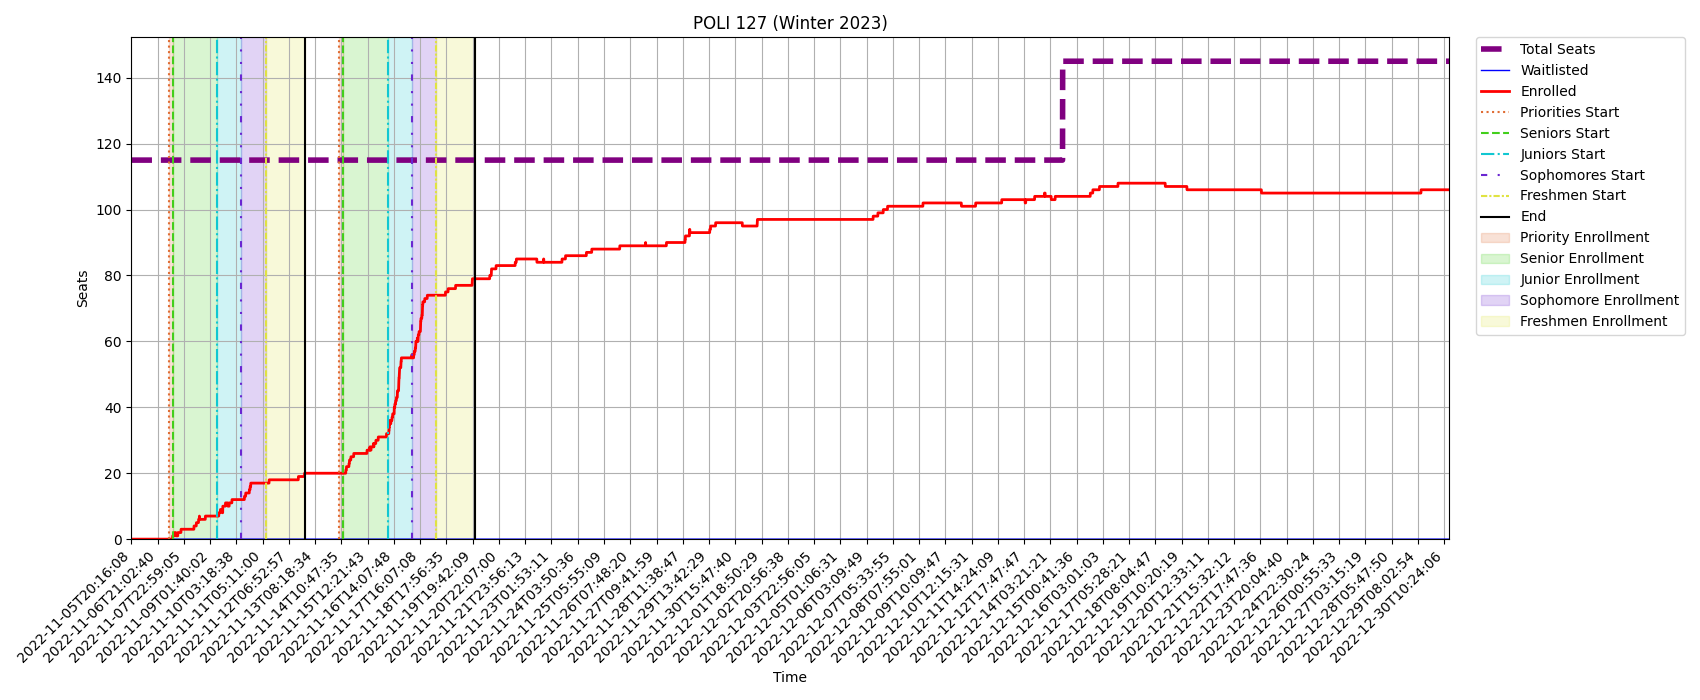 POLI 127 (Winter 2023)
Seats
140
120
100
80
60
40
20
0
2022-11-05T20:16:08
2022-11-06T21:02:40
2022-11-07T22:59:05
2022-11-09T01:40:02
2022-11-10T03:18:38
2022-11-11T05:11:00
2022-11-12T06:52:57
2022-11-13T08:18:34
2022-11-14T10:47:35
2022-11-15T12:21:43
2022-11-16T14:07:48
2022-11-17T16:07:08
2022-11-18T17:56:35
2022-11-19T19:42:09
2022-11-20T22:07:00
2022-11-21T23:56:13
2022-11-23T01:53:11
2022-11-24T03:50:36
2022-11-25T05:55:09
2022-11-26T07:48:20
2022-11-27T09:41:59
2022-11-28T11:38:47
2022-11-29T13:42:29
2022-11-30T15:47:40
2022-12-01T18:50:29
2022-12-02T20:56:38
2022-12-03T22:56:05
2022-12-05T01:06:31
2022-12-06T03:09:49
2022-12-07T05:33:55
2022-12-08T07:55:01
2022-12-09T10:09:47
2022-12-10T12:15:31
2022-12-11T14:24:09
2022-12-12T17:47:47
2022-12-14T03:21:21
2022-12-15T00:41:36
2022-12-16T03:01:03
2022-12-17T05:28:21
2022-12-18T08:04:47
2022-12-19T10:20:19
2022-12-20T12:33:11
2022-12-21T15:32:12
2022-12-22T17:47:36
2022-12-23T20:04:40
2022-12-24T22:30:24
2022-12-26T00:55:33
2022-12-27T03:15:19
2022-12-28T05:47:50
2022-12-29T08:02:54
2022-12-30T10:24:06
Time
Total Seats
Waitlisted
Enrolled
Priorities Start
Seniors Start
Juniors Start
Sophomores Start
Freshmen Start
End
Priority Enrollment
Senior Enrollment
Junior Enrollment
Sophomore Enrollment
Freshmen Enrollment